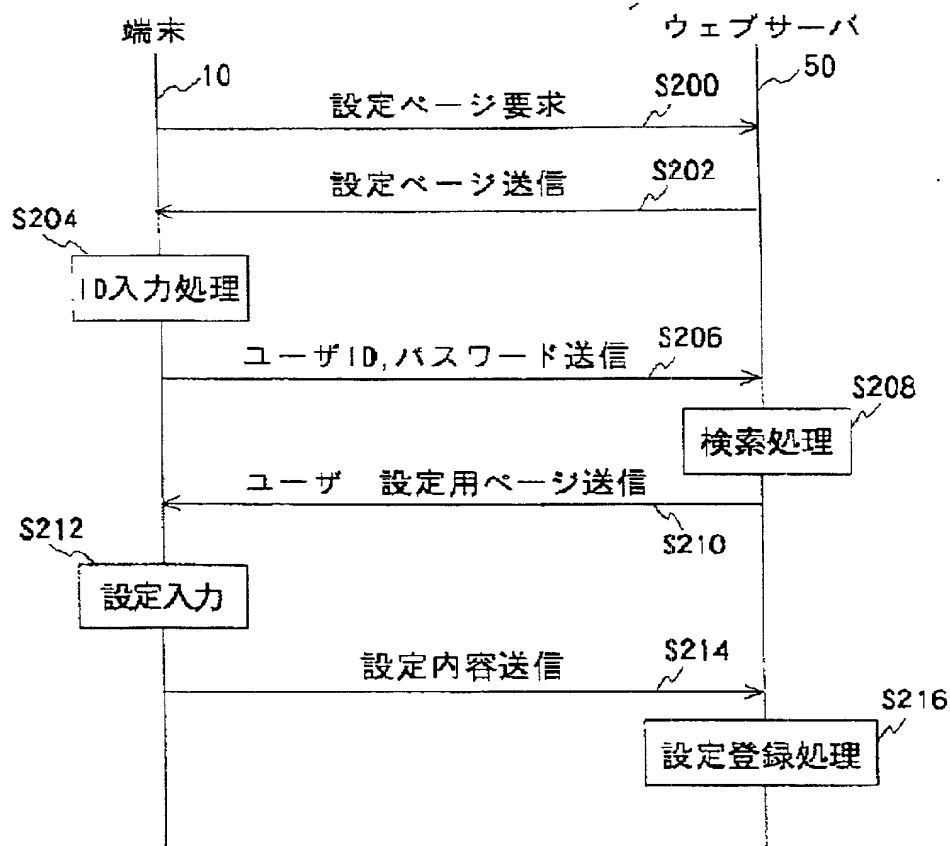 端末
ウェブサーバ
10
50
設定ページ要求
S200
設定ページ送信
S202
S204
ID入力処理
ユーザID,パスワード送信
S206
S208
検索処理
ユーザ 設定用ページ送信
S210
S212
設定入力
設定内容送信
S214
S216
設定登録処理